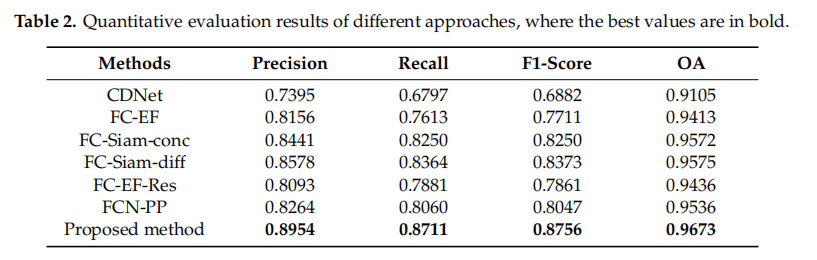 Table 2. Quantitative evaluation results of different approaches, where the best values are in bold.
Methods Precision Recall F1-Score OA
CDNet 0.7395 0.6797 0.6882 0.9105
FC-EF 0.8156 0.7613 0.7711 0.9413
FC-Siam-conc 0.8441 0.8250 0.8250 0.9572
FC-Siam-diff 0.8578 0.8364 0.8373 0.9575
FC-EF-Res 0.8093 0.7881 0.7861 0.9436
FCN-PP 0.8264 0.8060 0.8047 0.9536
Proposed method 0.8954 0.8711 0.8756 0.9673